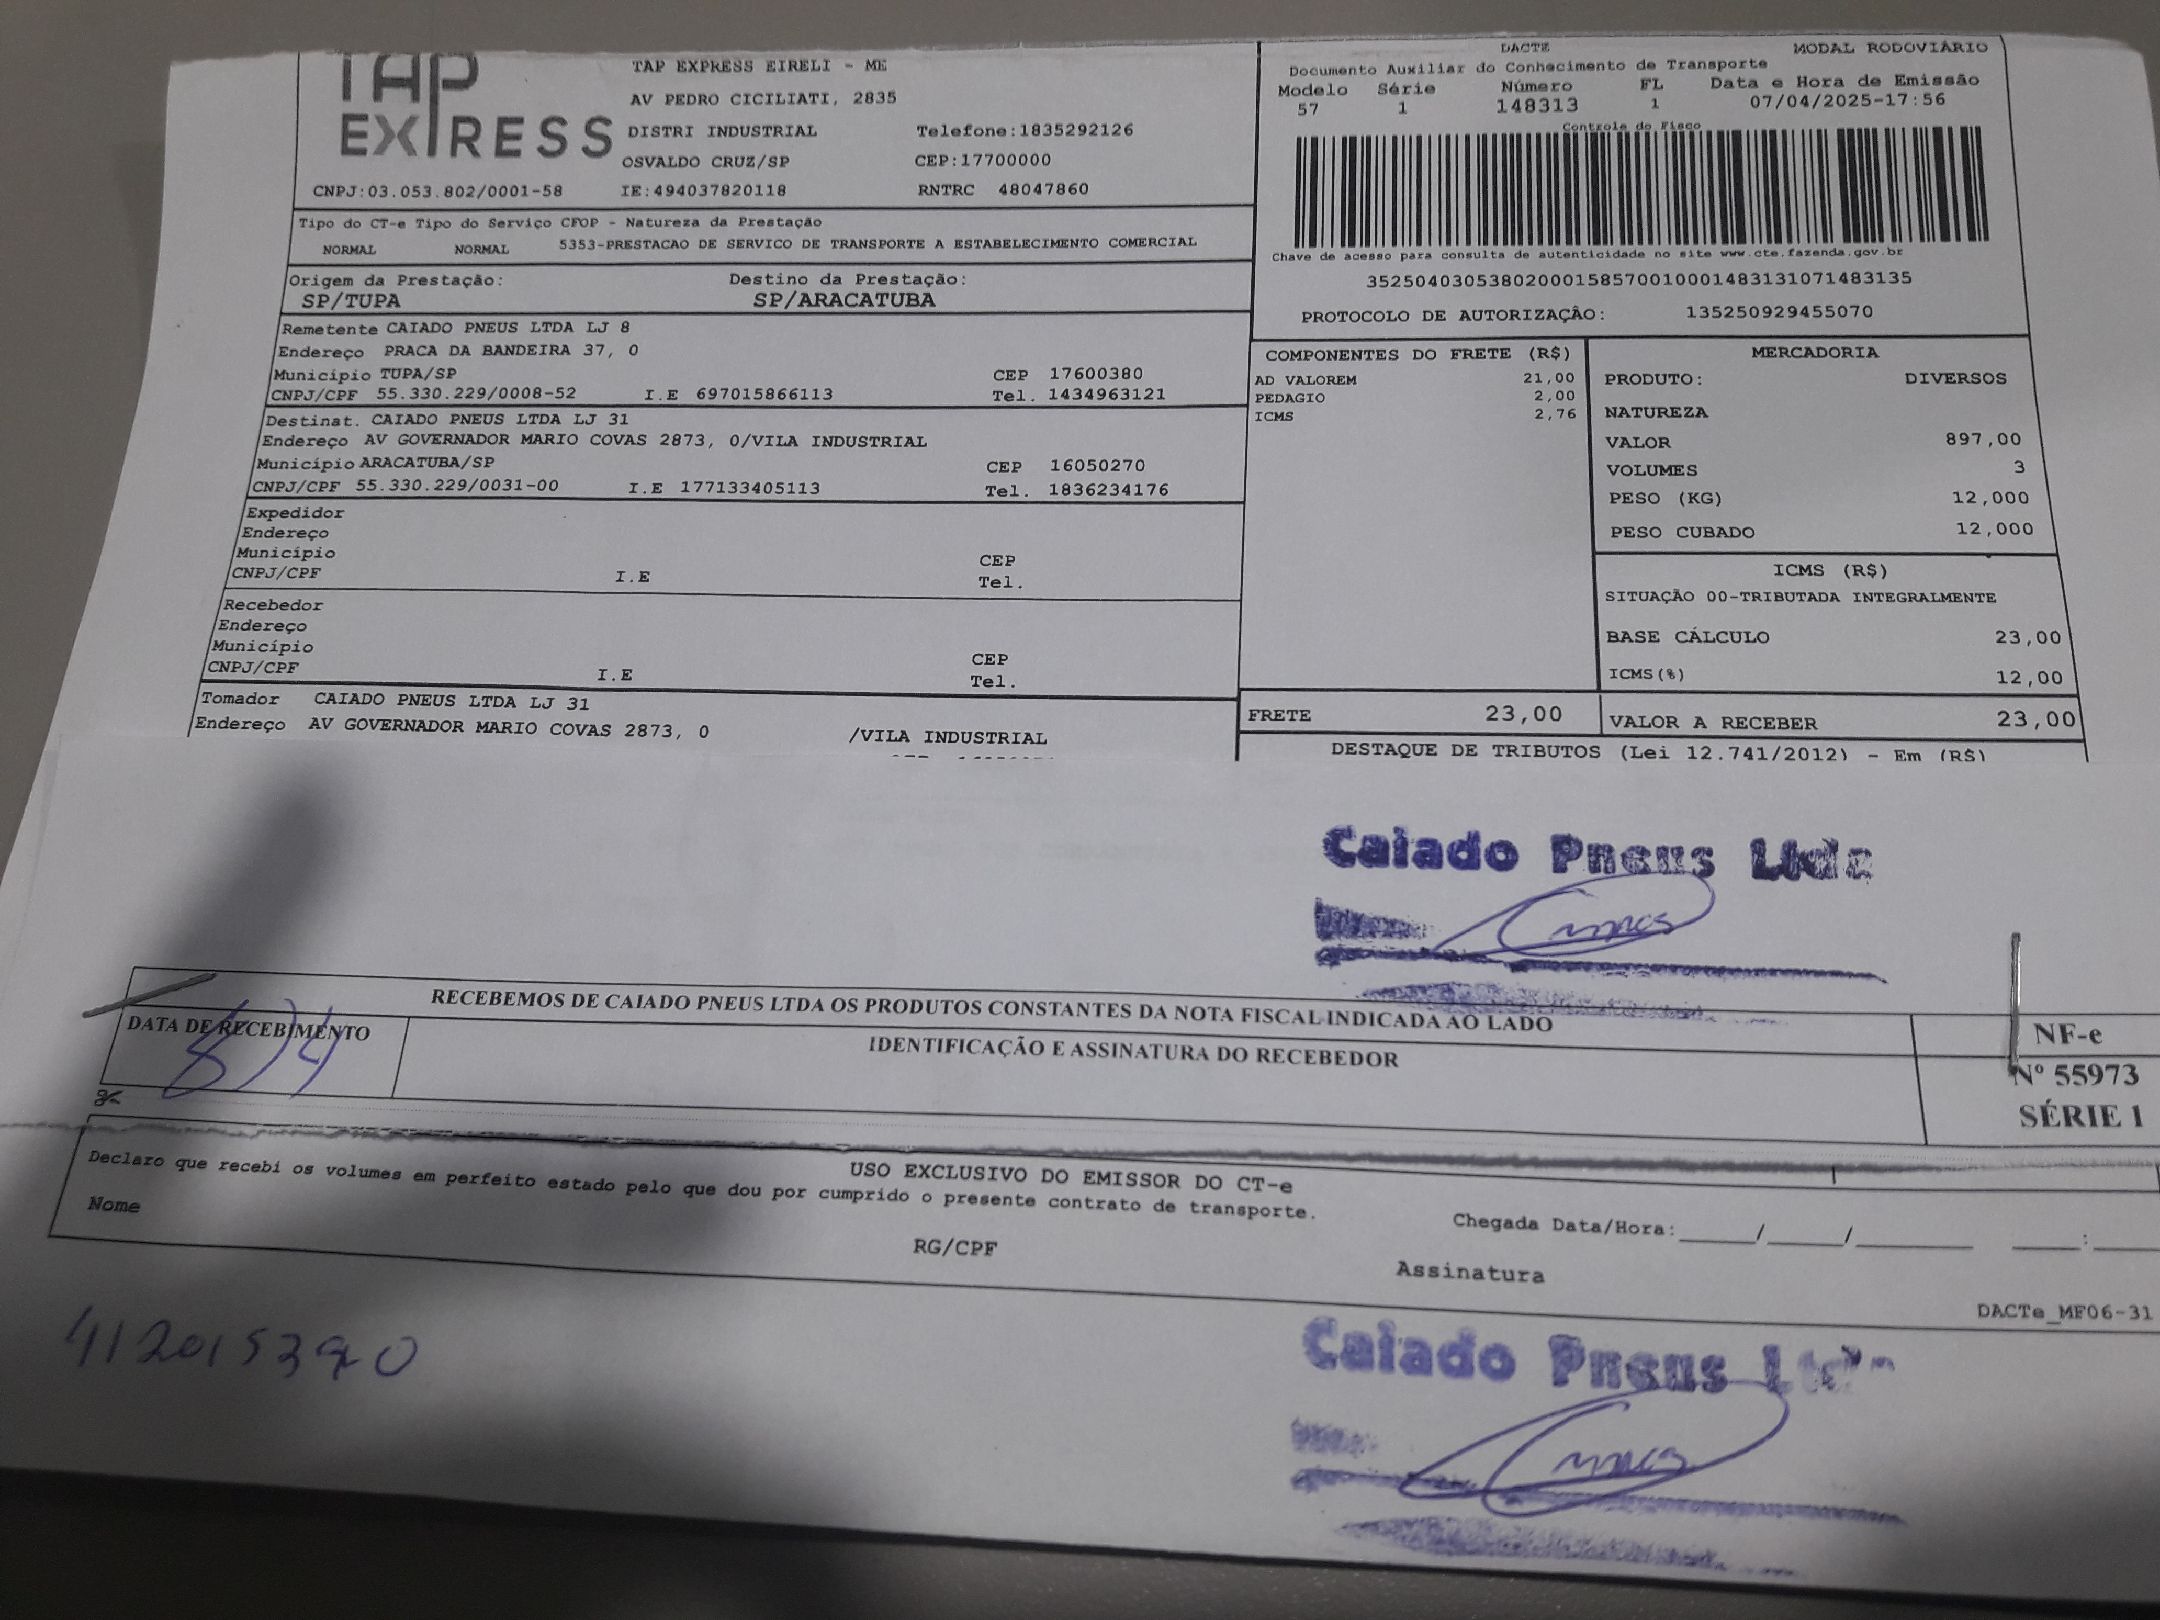 TAP EXPRESS
TAP EXPRESS EIRELI - ME
AV PEDRO CICILIATI, 2835
DISTRI INDUSTRIAL Telefone:1835292126
OSVALDO CRUZ/SP CEP:17700000
CNPJ:03.053.802/0001-58 IE:494037820118 RNTRC 48047860
DACTE MODAL RODOVIÁRIO
Documento Auxiliar do Conhecimento de Transporte
Modelo Série Número FL Data e Hora de Emissão
57 1 148313 1 07/04/2025-17:56
Controle do Fisco
Chave de acesso para consulta de autenticidade no site www.cte.fazenda.gov.br
35250403053802000158570010001483131071483135
PROTOCOLO DE AUTORIZAÇÃO: 135250929455070
Tipo do CT-e Tipo do Serviço CFOP - Natureza da Prestação
NORMAL NORMAL 5353-PRESTACAO DE SERVICO DE TRANSPORTE A ESTABELECIMENTO COMERCIAL
Origem da Prestação: Destino da Prestação:
SP/TUPA SP/ARACATUBA
Remetente CAIADO PNEUS LTDA LJ 8
Endereço PRACA DA BANDEIRA 37, 0
Município TUPA/SP CEP 17600380
CNPJ/CPF 55.330.229/0008-52 I.E 697015866113 Tel. 1434963121
Destinat. CAIADO PNEUS LTDA LJ 31
Endereço AV GOVERNADOR MARIO COVAS 2873, 0/VILA INDUSTRIAL
Município ARACATUBA/SP CEP 16050270
CNPJ/CPF 55.330.229/0031-00 I.E 177133405113 Tel. 1836234176
Expedidor
Endereço
Município CEP
CNPJ/CPF I.E Tel.
Recebedor
Endereço
Município CEP
CNPJ/CPF I.E Tel.
Tomador CAIADO PNEUS LTDA LJ 31
Endereço AV GOVERNADOR MARIO COVAS 2873, 0 /VILA INDUSTRIAL
COMPONENTES DO FRETE (R$)
AD VALOREM 21,00
PEDAGIO 2,00
ICMS 2,76
MERCADORIA
PRODUTO: DIVERSOS
NATUREZA
VALOR 897,00
VOLUMES 3
PESO (KG) 12,000
PESO CUBADO 12,000
ICMS (R$)
SITUAÇÃO 00-TRIBUTADA INTEGRALMENTE
BASE CÁLCULO 23,00
ICMS(%) 12,00
FRETE 23,00 VALOR A RECEBER 23,00
DESTAQUE DE TRIBUTOS (Lei 12.741/2012) - Em (R$)
Caiado Pneus Ltda
RECEBEMOS DE CAIADO PNEUS LTDA OS PRODUTOS CONSTANTES DA NOTA FISCAL INDICADA AO LADO
DATA DE RECEBIMENTO IDENTIFICAÇÃO E ASSINATURA DO RECEBEDOR
8/4
NF-e
Nº 55973
SÉRIE 1
USO EXCLUSIVO DO EMISSOR DO CT-e
Declaro que recebi os volumes em perfeito estado pelo que dou por cumprido o presente contrato de transporte.
Nome RG/CPF Assinatura Chegada Data/Hora:_____/_____/________ ____:____
DACTe_MF06-31
Caiado Pneus